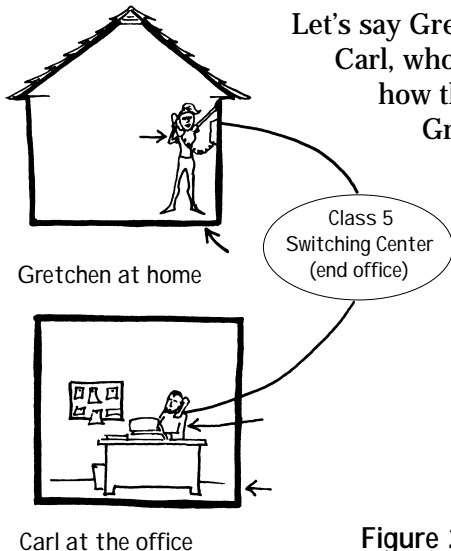 Let's say Gre
Carl, who
how th
Gr
Class 5
Switching Center
(end office)
Gretchen at home
Carl at the office
Figure